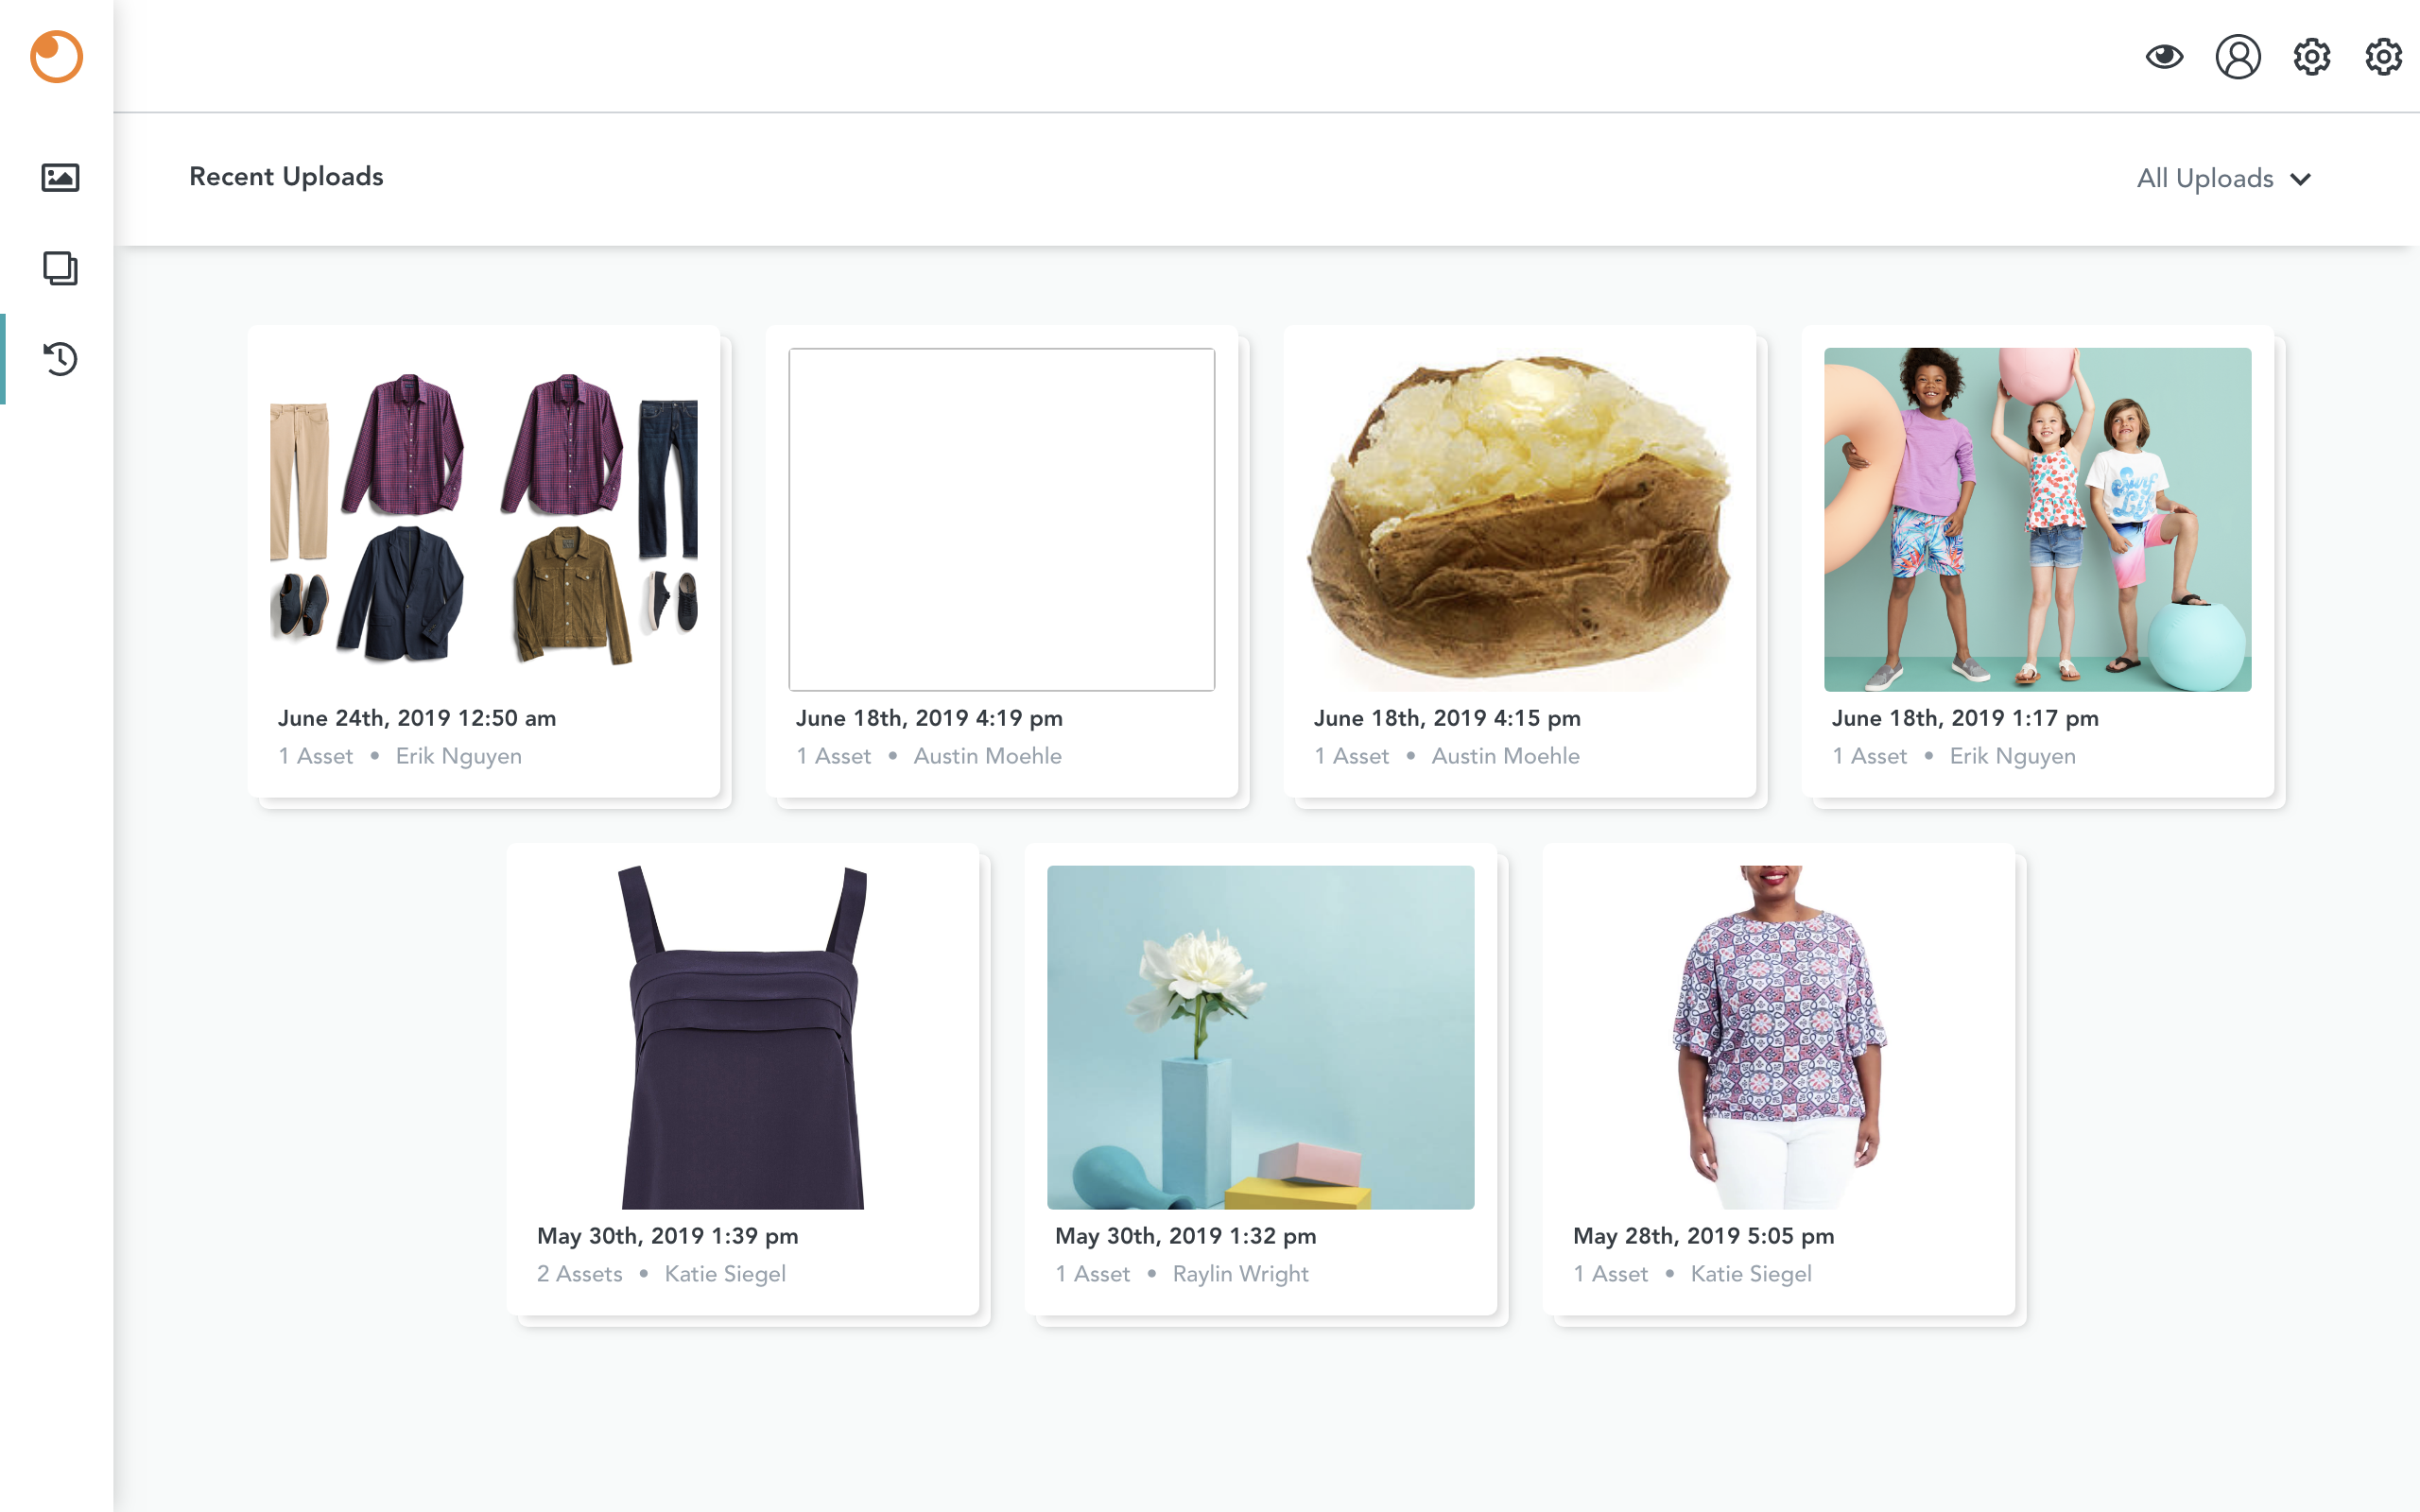 Recent Uploads
All Uploads
June 24th, 2019 12:50 am
1 Asset • Erik Nguyen
June 18th, 2019 4:19 pm
1 Asset • Austin Moehle
June 18th, 2019 4:15 pm
1 Asset • Austin Moehle
Surf
June 18th, 2019 1:17 pm
1 Asset • Erik Nguyen
May 30th, 2019 1:39 pm
2 Assets • Katie Siegel
May 30th, 2019 1:32 pm
1 Asset • Raylin Wright
May 28th, 2019 5:05 pm
1 Asset • Katie Siegel